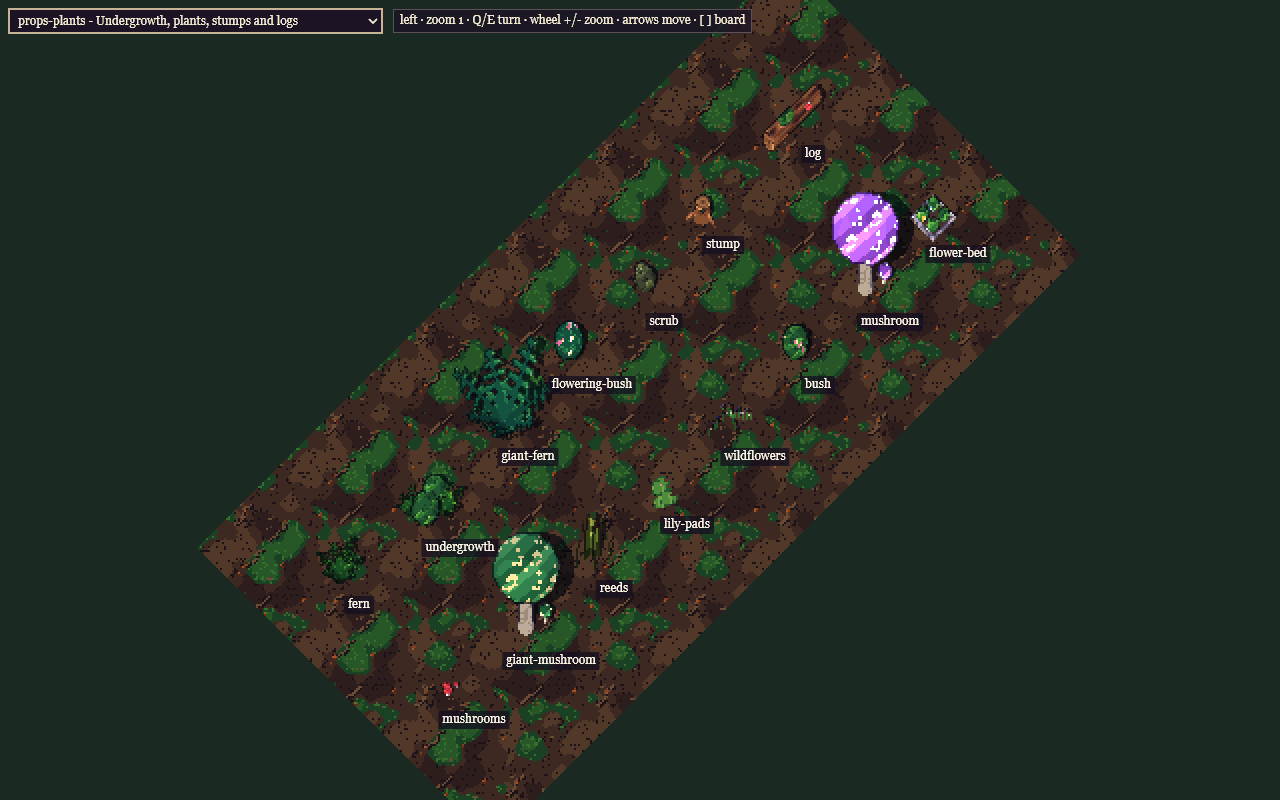 props-plants - Undergrowth, plants, stumps and logs
left · zoom 1 · Q/E turn · wheel +/- zoom · arrows move · [ ] board
log
stump
flower-bed
scrub
mushroom
flowering-bush
bush
giant-fern
wildflowers
lily-pads
undergrowth
reeds
fern
giant-mushroom
mushrooms